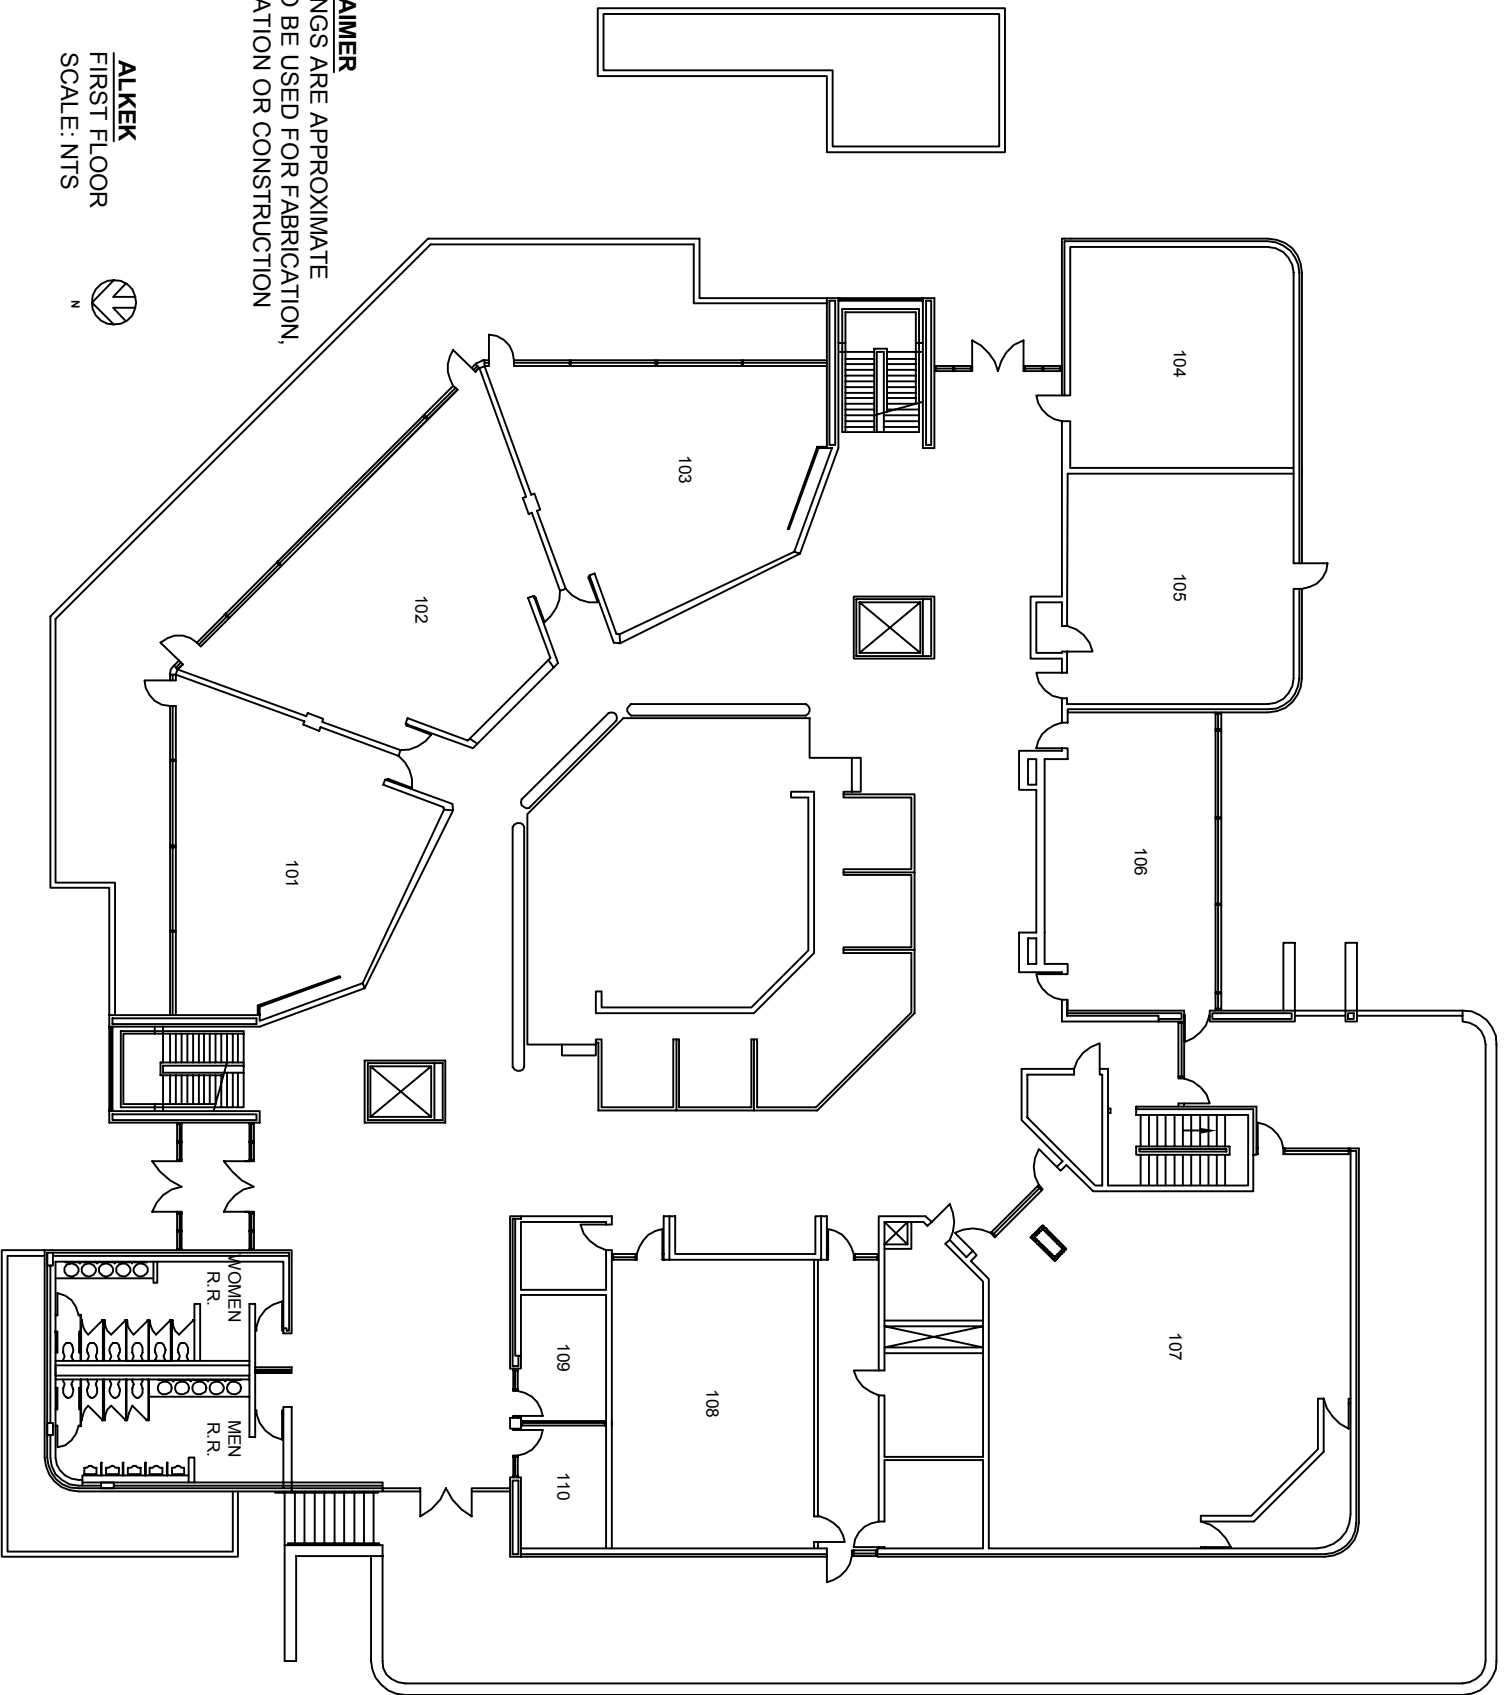 AIMER
NGS ARE APPROXIMATE
O BE USED FOR FABRICATION,
ATION OR CONSTRUCTION
ALKEK
FIRST FLOOR
SCALE: NTS
N
104
105
103
102
106
101
107
108
109
110
WOMEN
R.R.
MEN
R.R.